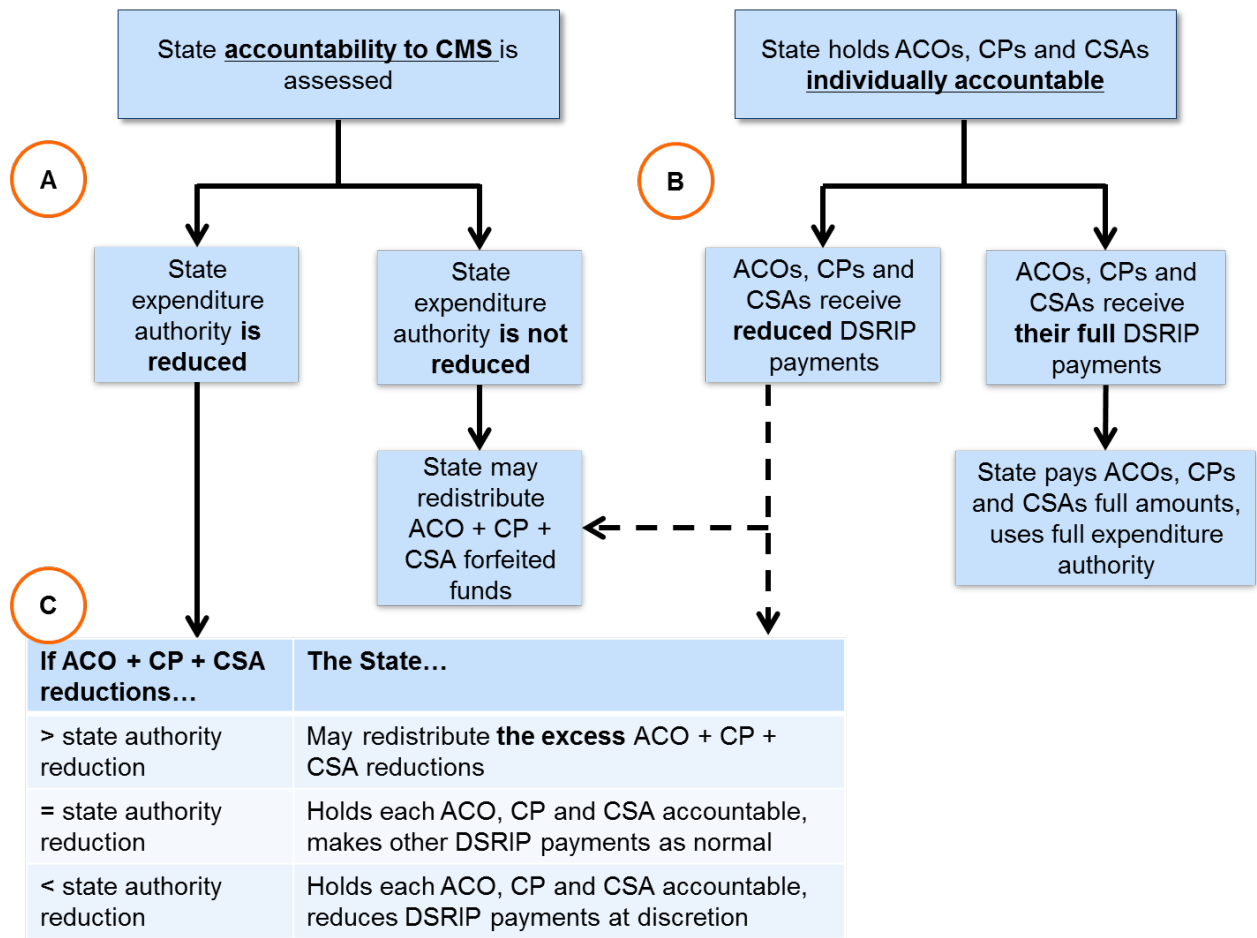 State accountability to CMS is
assessed
State holds ACOs, CPs and CSAs
individually accountable
A
B
State
expenditure
authority is
reduced
State
expenditure
authority is not
reduced
ACOs, CPs and
CSAs receive
reduced DSRIP
payments
ACOs, CPs and
CSAs receive
their full DSRIP
payments
State may
redistribute
ACO + CP +
CSA forfeited
funds
State pays ACOs, CPs
and CSAs full amounts,
uses full expenditure
authority
C
If ACO + CP + CSA
reductions…
The State…
> state authority
reduction
May redistribute the excess ACO + CP +
CSA reductions
= state authority
reduction
Holds each ACO, CP and CSA accountable,
makes other DSRIP payments as normal
< state authority
reduction
Holds each ACO, CP and CSA accountable,
reduces DSRIP payments at discretion